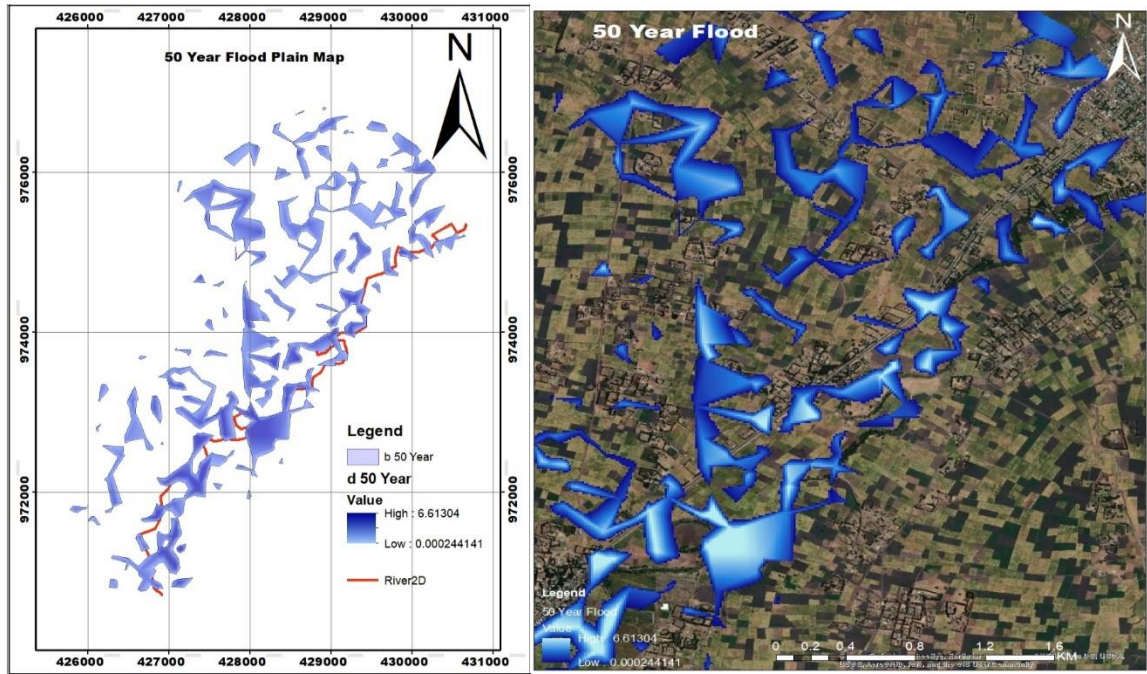 426000 427000 428000 429000 430000 431000
50 Year Flood Plain Map
N
976000
976000
974000
974000
972000
972000
Legend
b 50 Year
d 50 Year
Value
High : 6.61304
Low : 0.000244141
River2D
426000 427000 428000 429000 430000 431000
50 Year Flood
N
Legend
50 Year Flood
Value
High : 6.61304
Low : 0.000244141
0 0.2 0.4 0.8 1.2 1.6
KM